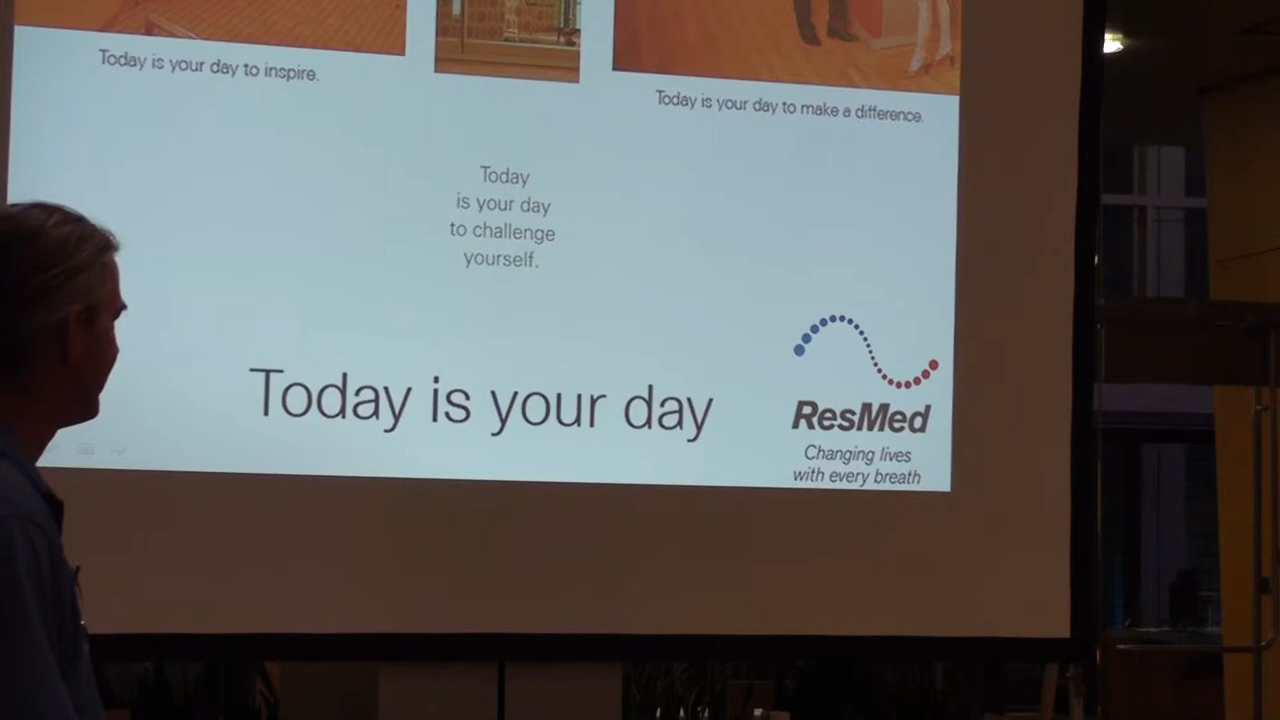 Today is your day to inspire.
Today is your day to make a difference.
Today
is your day
to challenge
yourself.
Today is your day
ResMed
Changing lives
with every breath